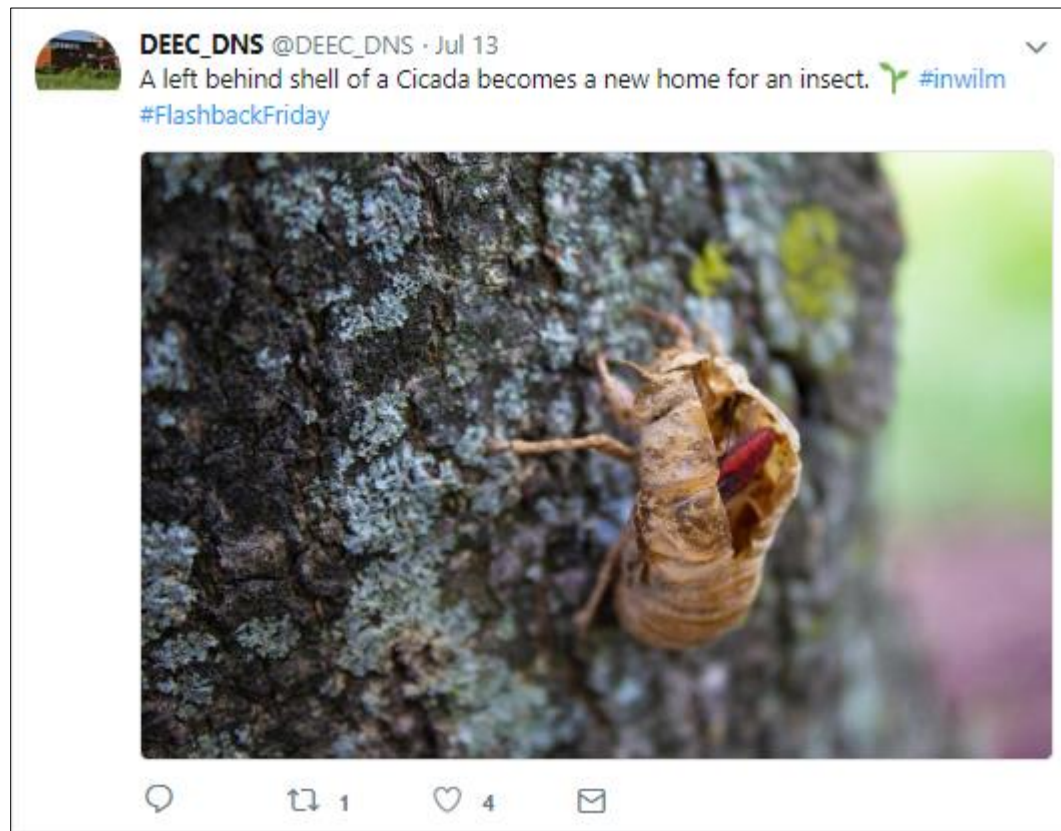 DEEC_DNS @DEEC_DNS · Jul 13
A left behind shell of a Cicada becomes a new home for an insect. 🌱 #inwilm
#FlashbackFriday
1 4